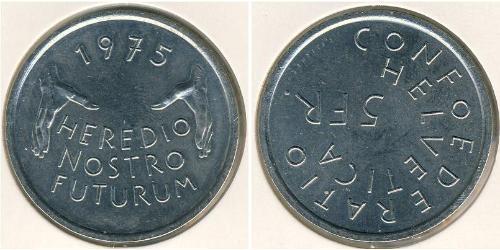 1975
HEREDIO
NOSTRO
FUTURUM
CONFOEDERATIO
HELVETICA
5 FR.